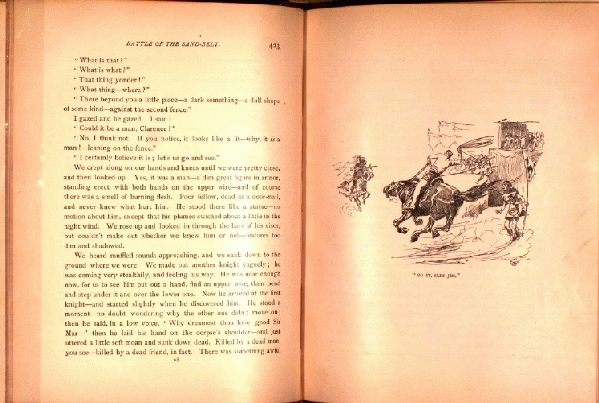 BATTLE OF THE SAND-BELT. 423
"What is that?"
"What is what?"
"That thing yonder!"
"What thing—where?"
"There beyond you a little piece—a dark something—a dull shape
of some kind—against the second fence."
I gazed and he gazed. I said:
"Could it be a man, Clarence?"
"No, I think not. If you notice, it looks a lit—why, it is a
man!—leaning on the fence."
"I certainly believe it is; let's us go and see."
We crept along on our hands and knees until we were pretty close,
and then looked up. Yes, it was a man—a dim great figure in armor,
standing erect, with both hands on the upper wire—and of course
there was a smell of burning flesh. Poor fellow, dead as a door-nail,
and never knew what hurt him. He stood there like a statue—no
motion about him, except that his plumes swished about a little in the
night wind. We rose up and looked in through the bars of his visor,
but couldn't make out whether we knew him or not—features too
dim and shadowed.
We heard muffled sounds approaching, and we sank down to the
ground where we were. We made out another knight vaguely; he
was coming very stealthily, and feeling his way. He was near enough
now, for us to see him put out a hand, find an upper wire, then bend
and step under it and over the lower one. Now he arrived at the first
knight—and started slightly when he discovered him. He stood a
moment—no doubt wondering why the other one didn't move on;
then he said, in a low voice, "Why dreamest thou here, good Sir
Mar—" then he laid his hand on the corpse's shoulder—and just
uttered a little soft moan and sunk down dead. Killed by a dead man,
you see—killed by a dead friend, in fact. There was something awful
28
"GO IT, SLIM JIM."